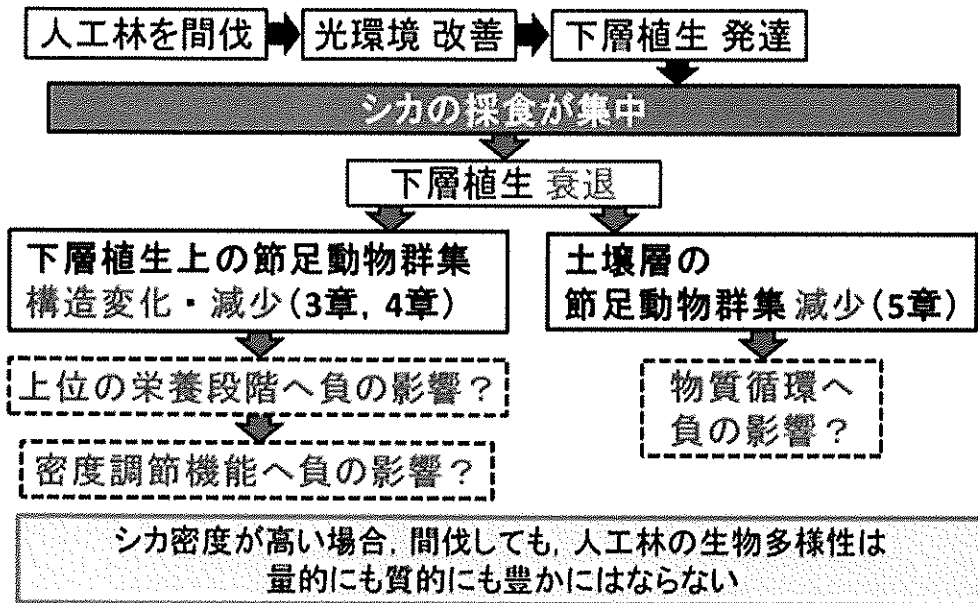 人工林を間伐 光環境 改善 下層植生 発達
シカの採食が集中
下層植生 衰退
下層植生上の節足動物群集
構造変化・減少(3章, 4章)
土壌層の
節足動物群集 減少(5章)
上位の栄養段階へ負の影響？
密度調節機能へ負の影響？
物質循環へ
負の影響？
シカ密度が高い場合, 間伐しても, 人工林の生物多様性は
量的にも質的にも豊かにはならない